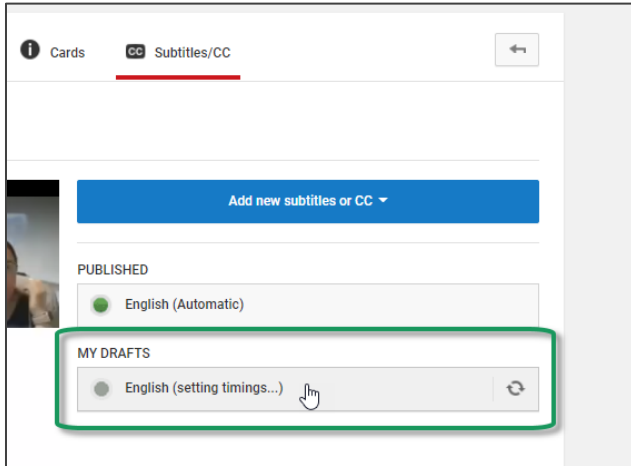 Cards
CC Subtitles/CC
Add new subtitles or CC
PUBLISHED
English (Automatic)
MY DRAFTS
English (setting timings...)